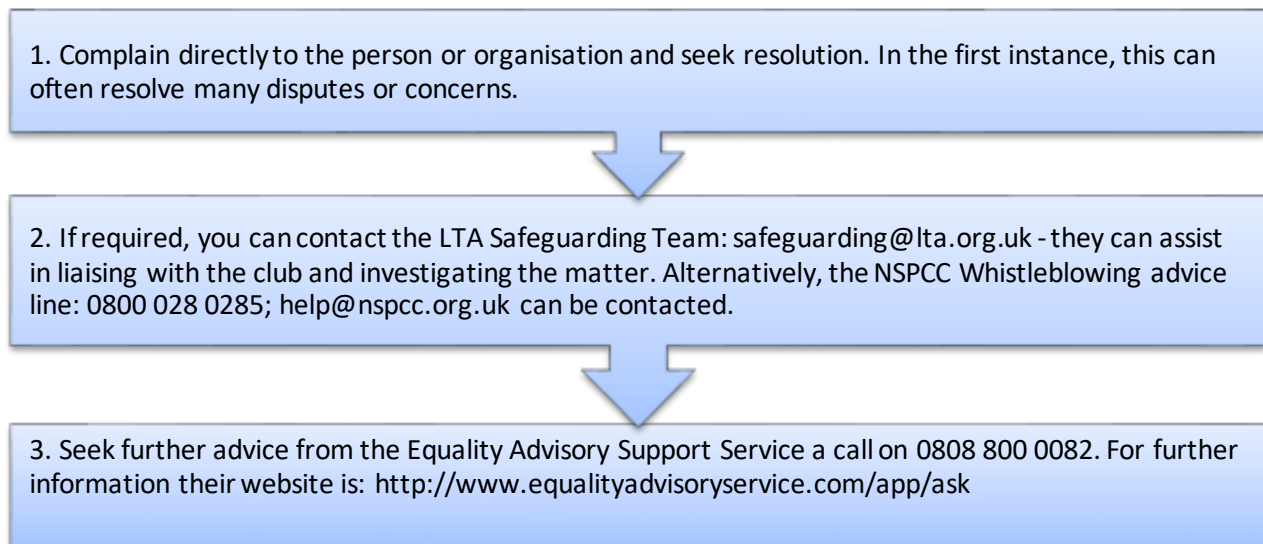 1. Complain directly to the person or organisation and seek resolution. In the first instance, this can
often resolve many disputes or concerns.
2. If required, you can contact the LTA Safeguarding Team: safeguarding@lta.org.uk - they can assist
in liaising with the club and investigating the matter. Alternatively, the NSPCC Whistleblowing advice
line: 0800 028 0285; help@nspcc.org.uk can be contacted.
3. Seek further advice from the Equality Advisory Support Service a call on 0808 800 0082. For further
information their website is: http://www.equalityadvisoryservice.com/app/ask